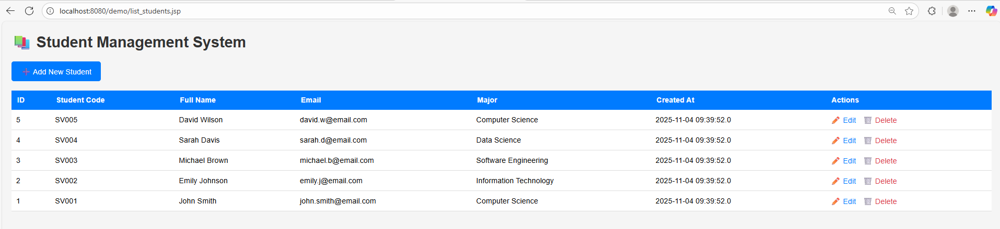 localhost:8080/demo/list_students.jsp
Student Management System
Add New Student
ID Student Code Full Name Email Major Created At Actions
5 SV005 David Wilson david.w@email.com Computer Science 2025-11-04 09:39:52.0 Edit Delete
4 SV004 Sarah Davis sarah.d@email.com Data Science 2025-11-04 09:39:52.0 Edit Delete
3 SV003 Michael Brown michael.b@email.com Software Engineering 2025-11-04 09:39:52.0 Edit Delete
2 SV002 Emily Johnson emily.j@email.com Information Technology 2025-11-04 09:39:52.0 Edit Delete
1 SV001 John Smith john.smith@email.com Computer Science 2025-11-04 09:39:52.0 Edit Delete